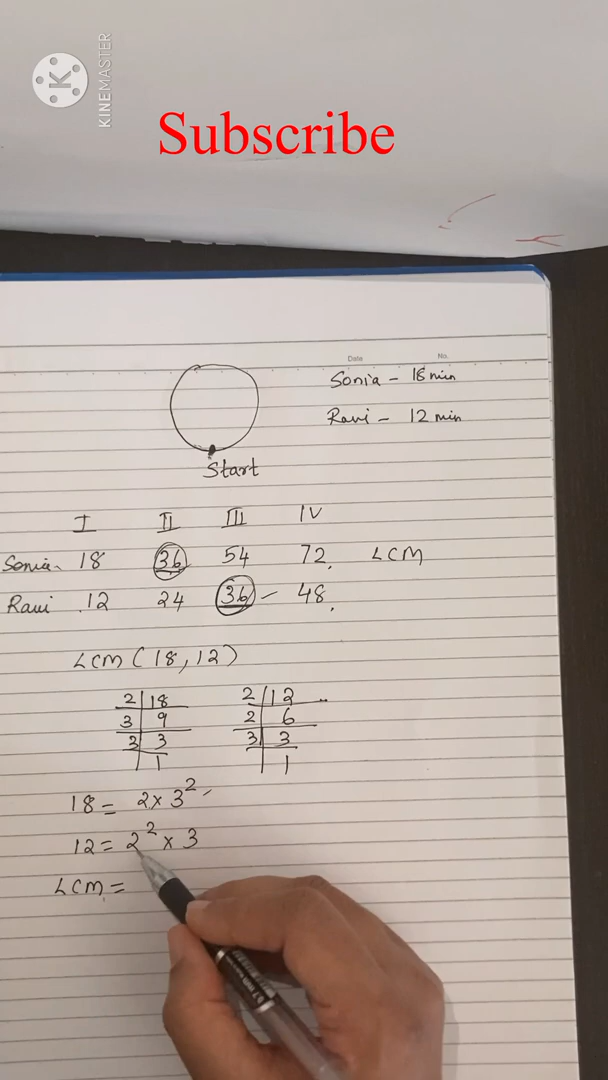 KINEMASTER
Subscribe
Date No.
Sonia - 18 min
Ravi - 12 min
Start
I II III IV
Sonia - 18 36 54 72, LCM
Ravi .12 24 36 - 48,
LCM (18, 12)
2 18 2 12 ..
3 9 2 6
3 3 3 3
1 1
18 = 2 x 3²
12 = 2² x 3
LCM =